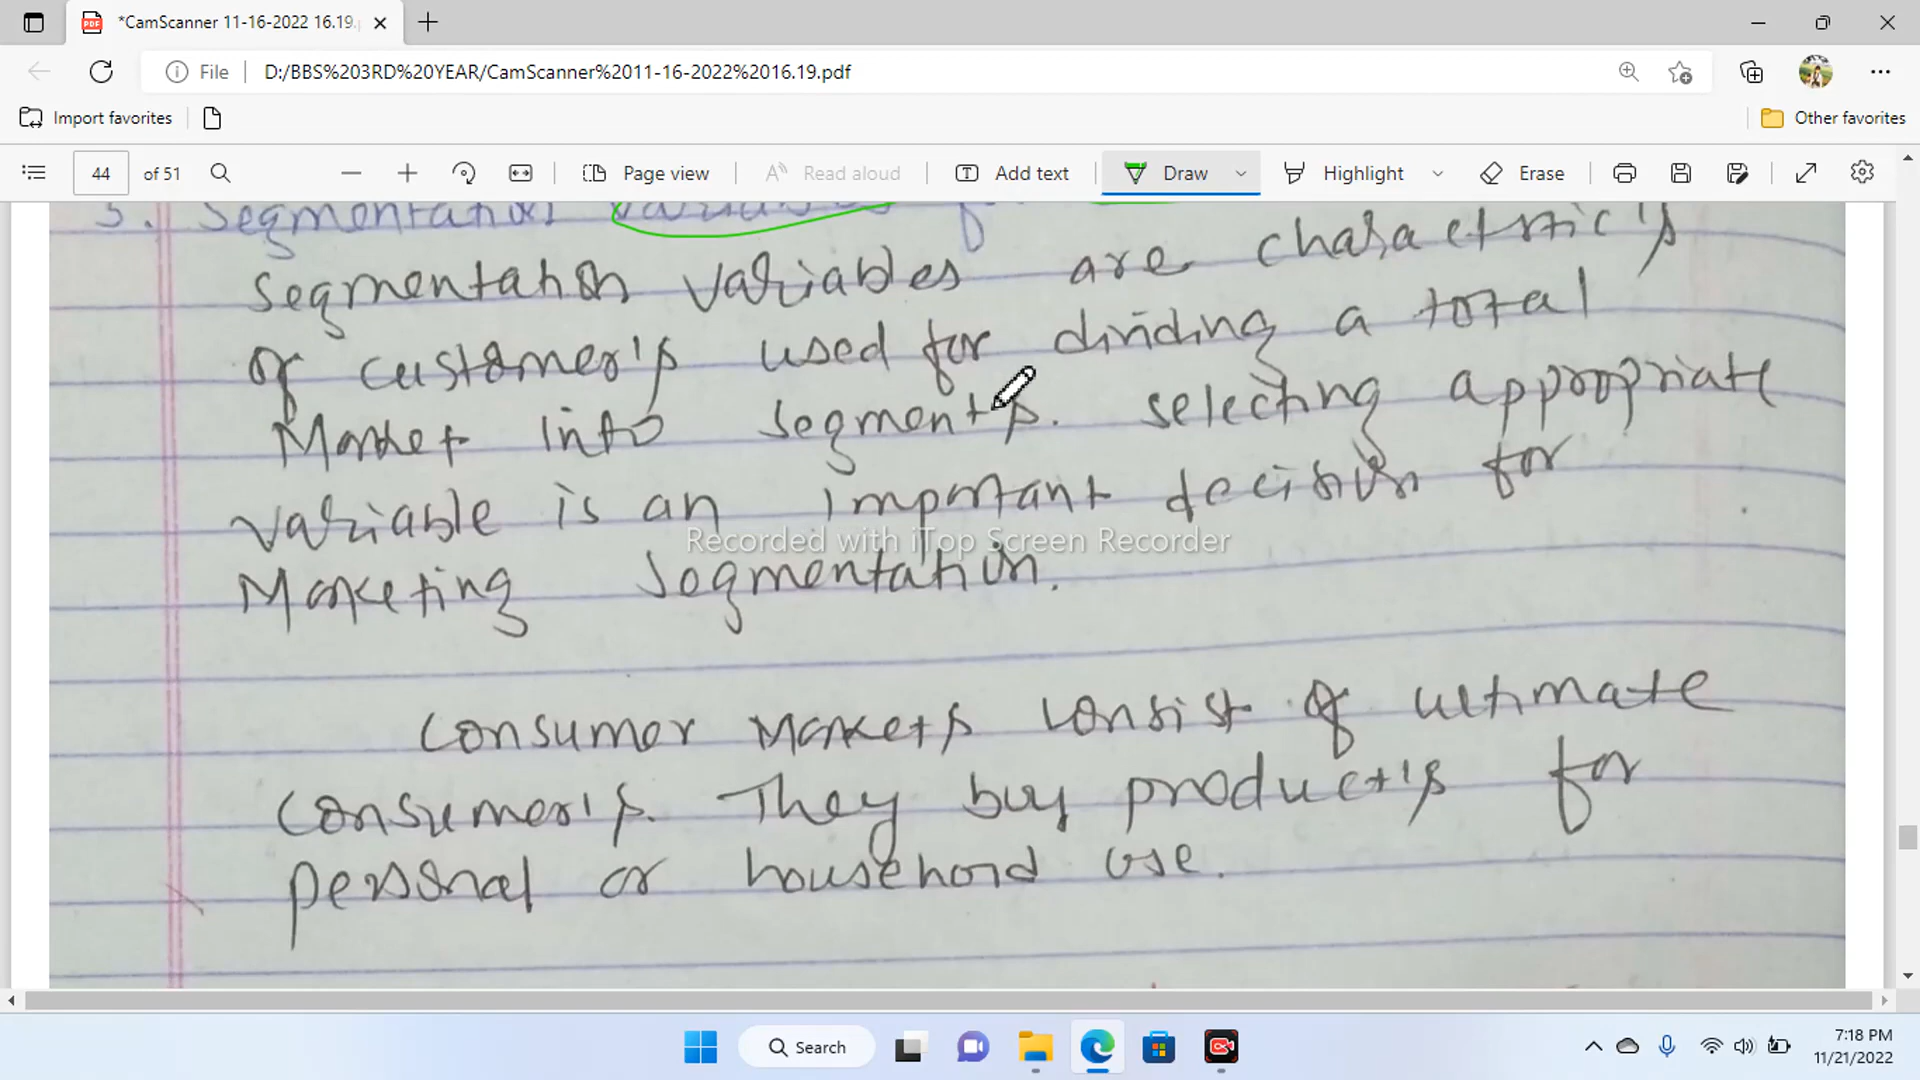 *CamScanner 11-16-2022 16.19.
File
D:/BBS%203RD%20YEAR/CamScanner%2011-16-2022%2016.19.pdf
Import favorites
Other favorites
44 of 51
Page view
Read aloud
Add text
Draw
Highlight
Erase
3. Segmentation variables
segmentation variables are charactristic's
of customer's used for dividing a total
Market into segments. selecting appropriate
variable is an important decision for
Recorded with iTop Screen Recorder
Marketing segmentation.
Consumer Markets consist of ultimate
consumer's. They buy product's for
personal or household use.
Search
7:18 PM
11/21/2022